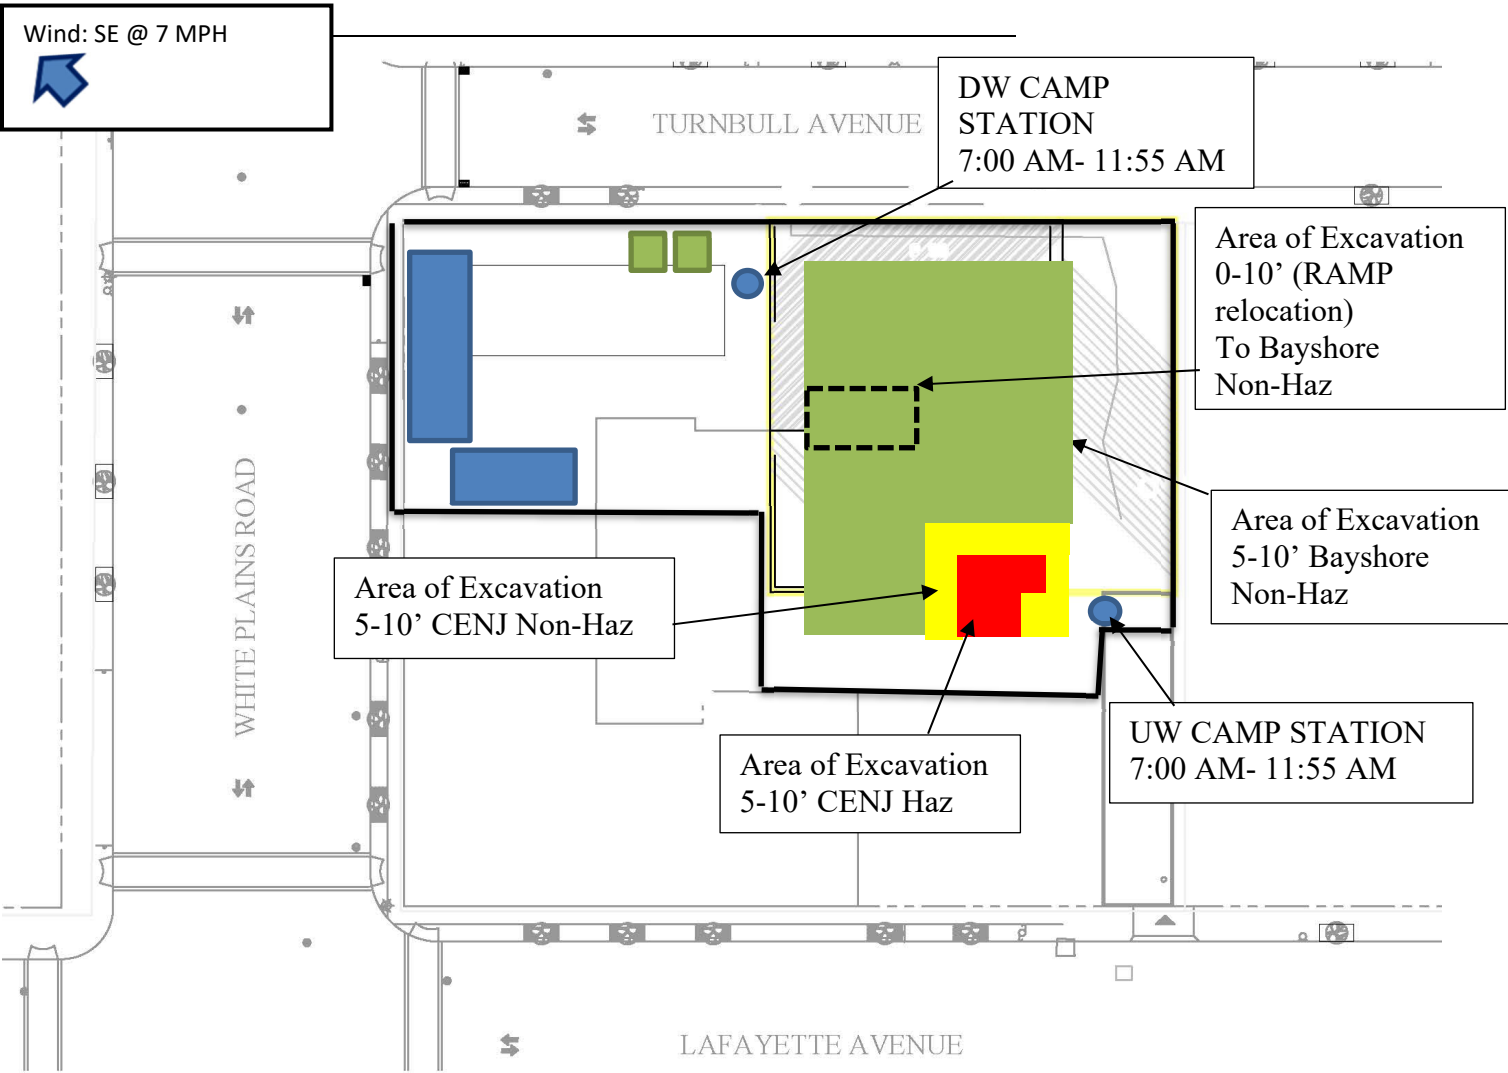 Wind: SE @ 7 MPH
TURNBULL AVENUE
DW CAMP
STATION
7:00 AM- 11:55 AM
Area of Excavation
0-10’ (RAMP
relocation)
To Bayshore
Non-Haz
WHITE PLAINS ROAD
Area of Excavation
5-10’ Bayshore
Non-Haz
Area of Excavation
5-10’ CENJ Non-Haz
UW CAMP STATION
7:00 AM- 11:55 AM
Area of Excavation
5-10’ CENJ Haz
LAFAYETTE AVENUE